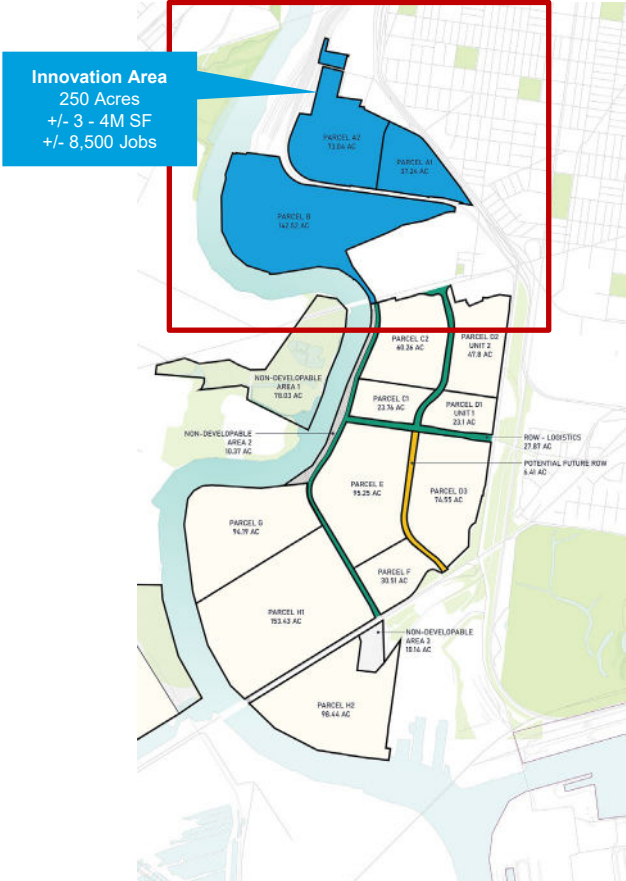 Innovation Area
250 Acres
+/- 3 - 4M SF
+/- 8,500 Jobs
PARCEL A2
73.06 AC
PARCEL A1
37.24 AC
PARCEL B
142.52 AC
PARCEL C2
60.26 AC
PARCEL D2
UNIT 2
47.8 AC
NON-DEVELOPABLE
AREA 1
78.03 AC
PARCEL C1
23.76 AC
PARCEL D1
UNIT 1
23.1 AC
NON-DEVELOPABLE
AREA 2
10.37 AC
ROW - LOGISTICS
27.87 AC
POTENTIAL FUTURE ROW
6.41 AC
PARCEL E
95.25 AC
PARCEL D3
74.55 AC
PARCEL G
94.19 AC
PARCEL F
30.51 AC
PARCEL H1
153.43 AC
NON-DEVELOPABLE
AREA 3
10.14 AC
PARCEL H2
98.44 AC